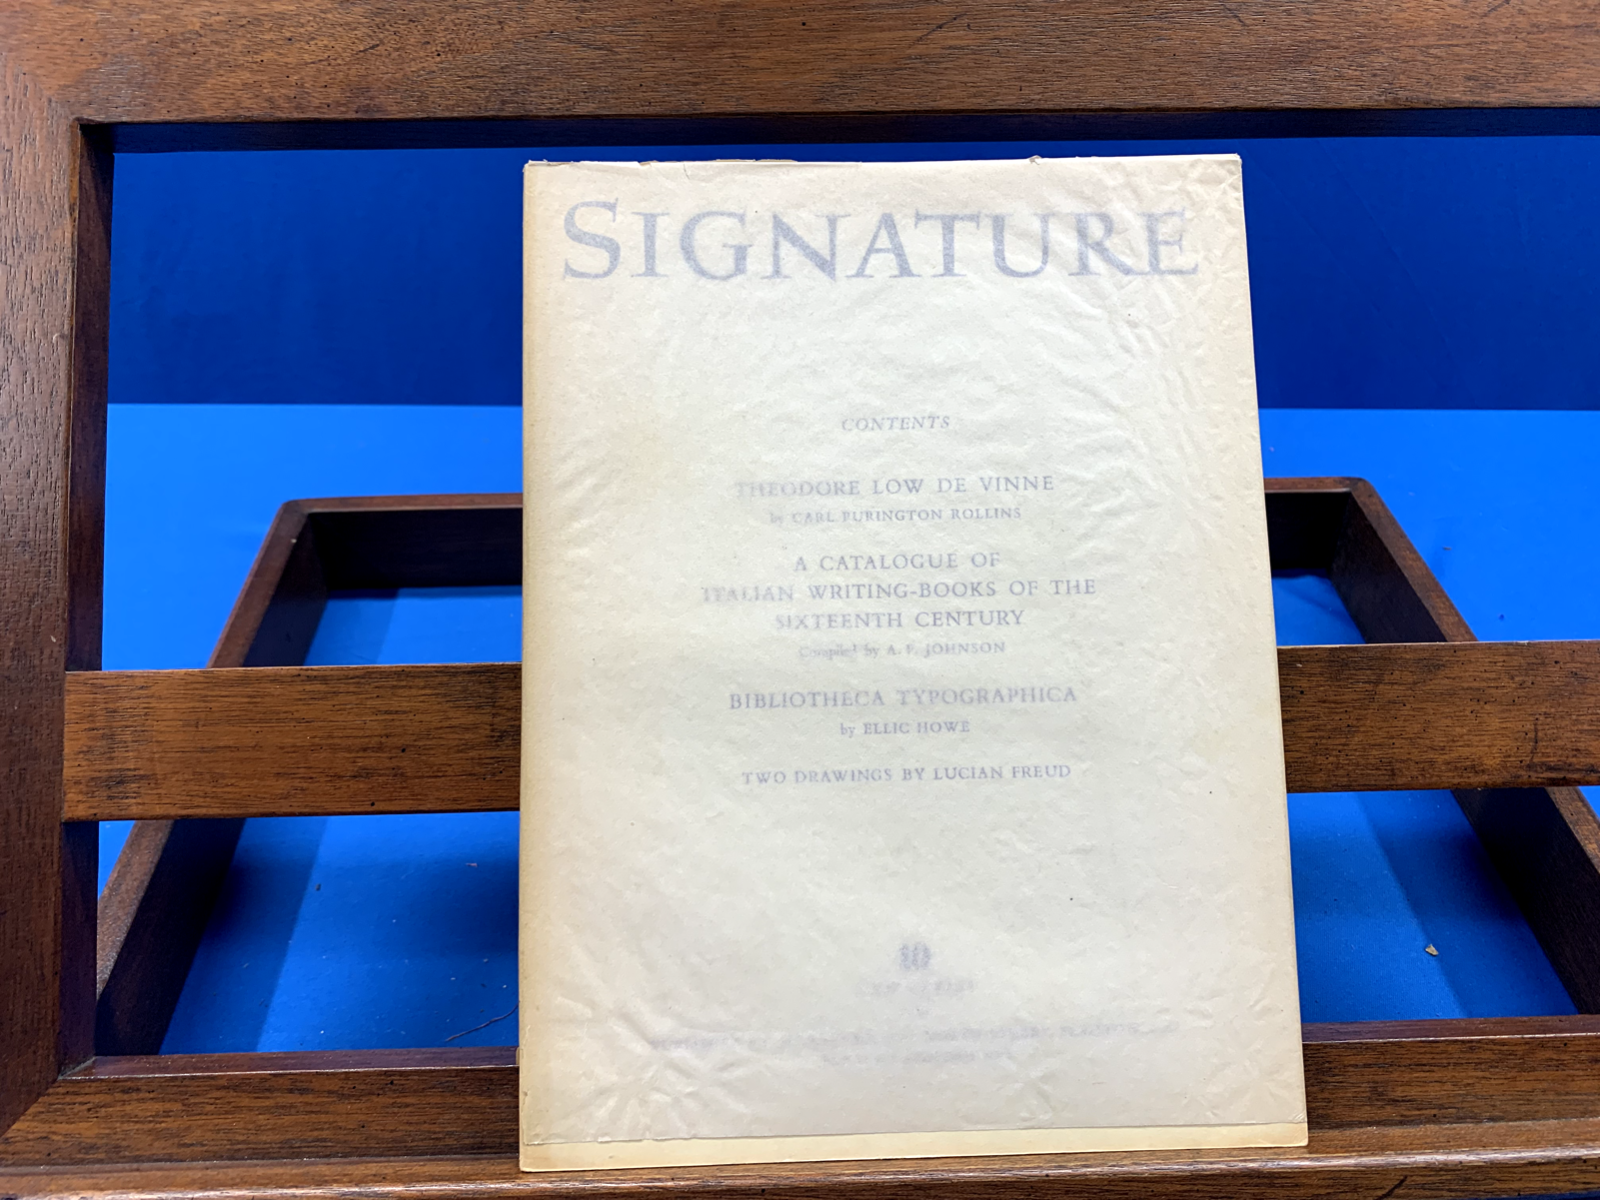 SIGNATURE
CONTENTS
THEODORE LOW DE VINNE
by CARL PURINGTON ROLLINS
A CATALOGUE OF
ITALIAN WRITING-BOOKS OF THE
SIXTEENTH CENTURY
Compiled by A. F. JOHNSON
BIBLIOTHECA TYPOGRAPHICA
by ELLIC HOWE
TWO DRAWINGS BY LUCIAN FREUD
10